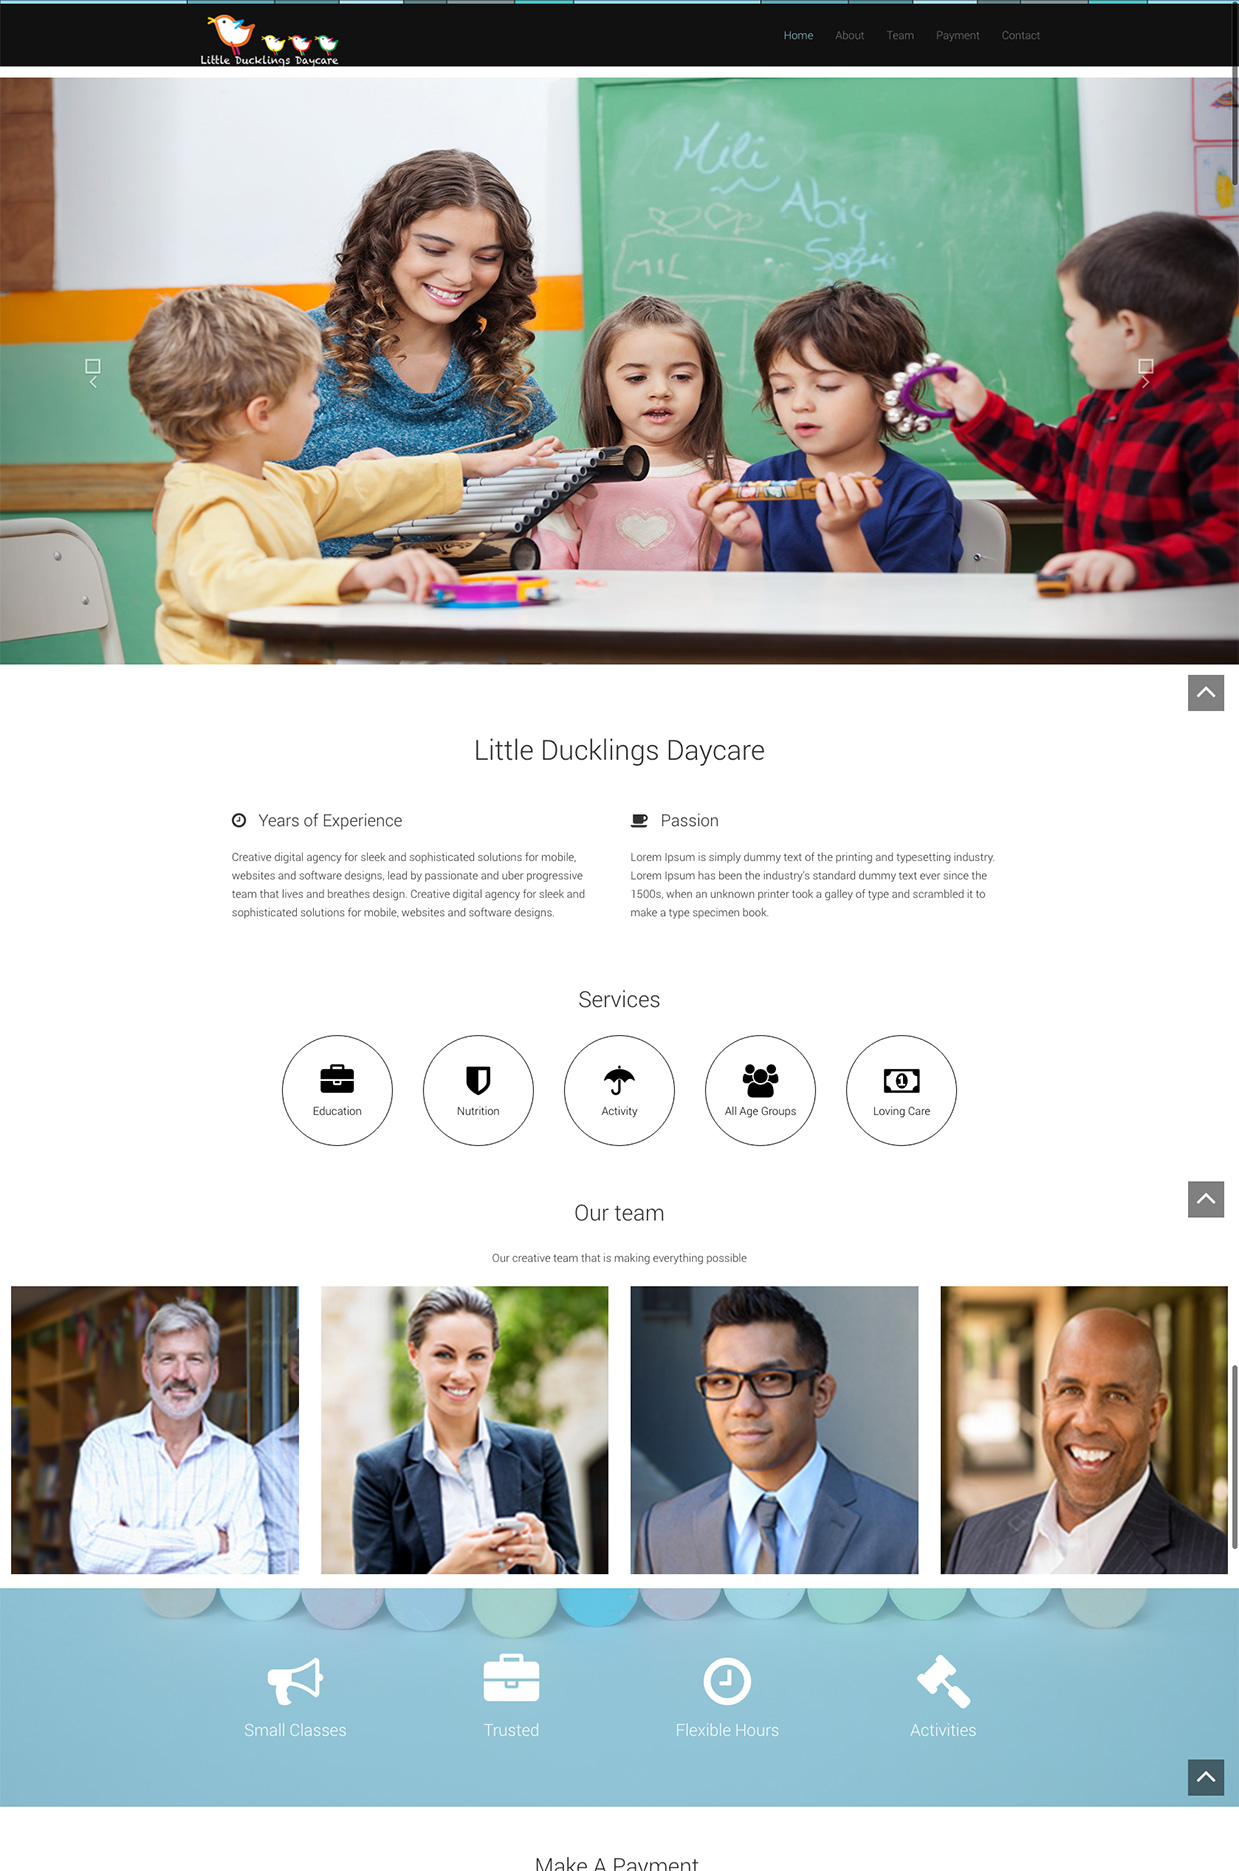 Little Ducklings Daycare
Home About Team Payment Contact
Mili
Abig
Sozin
MIL
Little Ducklings Daycare
Years of Experience
Creative digital agency for sleek and sophisticated solutions for mobile,
websites and software designs, lead by passionate and uber progressive
team that lives and breathes design. Creative digital agency for sleek and
sophisticated solutions for mobile, websites and software designs.
Passion
Lorem Ipsum is simply dummy text of the printing and typesetting industry.
Lorem Ipsum has been the industry's standard dummy text ever since the
1500s, when an unknown printer took a galley of type and scrambled it to
make a type specimen book.
Services
Education
Nutrition
Activity
All Age Groups
1
Loving Care
Our team
Our creative team that is making everything possible
Small Classes
Trusted
Flexible Hours
Activities
Make A Payment